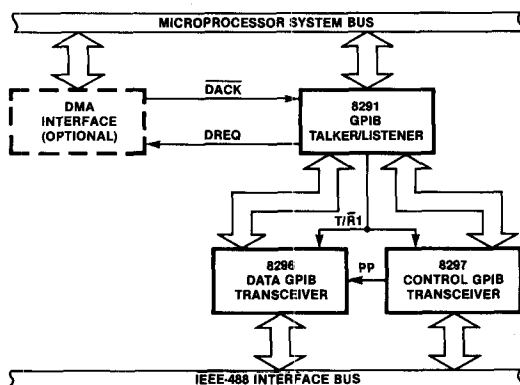 MICROPROCESSOR SYSTEM BUS
DMA
INTERFACE
(OPTIONAL)
DACK
DREQ
8291
GPIB
TALKER/LISTENER
T/R̅1
8296
DATA GPIB
TRANSCEIVER
PP
8297
CONTROL GPIB
TRANSCEIVER
IEEE-488 INTERFACE BUS